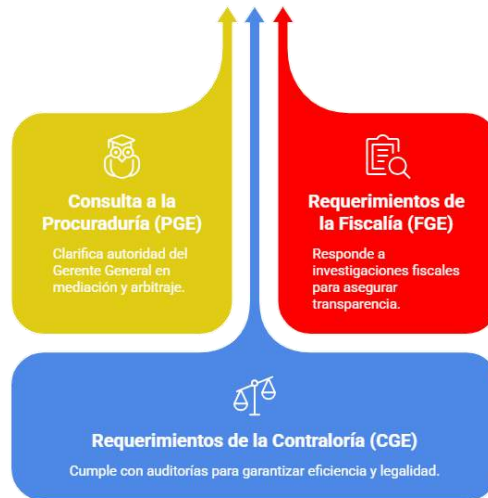 Consulta a la
Procuraduría (PGE)
Clarifica autoridad del
Gerente General en
mediación y arbitraje.
Requerimientos de
la Fiscalía (FGE)
Responde a
investigaciones fiscales
para asegurar
transparencia.
Requerimientos de la Contraloría (CGE)
Cumple con auditorías para garantizar eficiencia y legalidad.